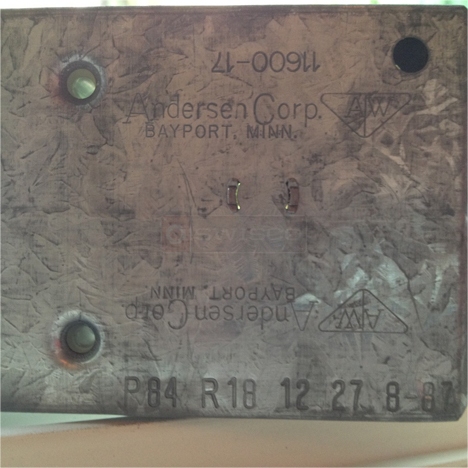 11600-17
Andersen Corp. AW
BAYPORT, MINN.
Andersen Corp AW
BAYPORT, MINN
P84 R18 12 27 8-87